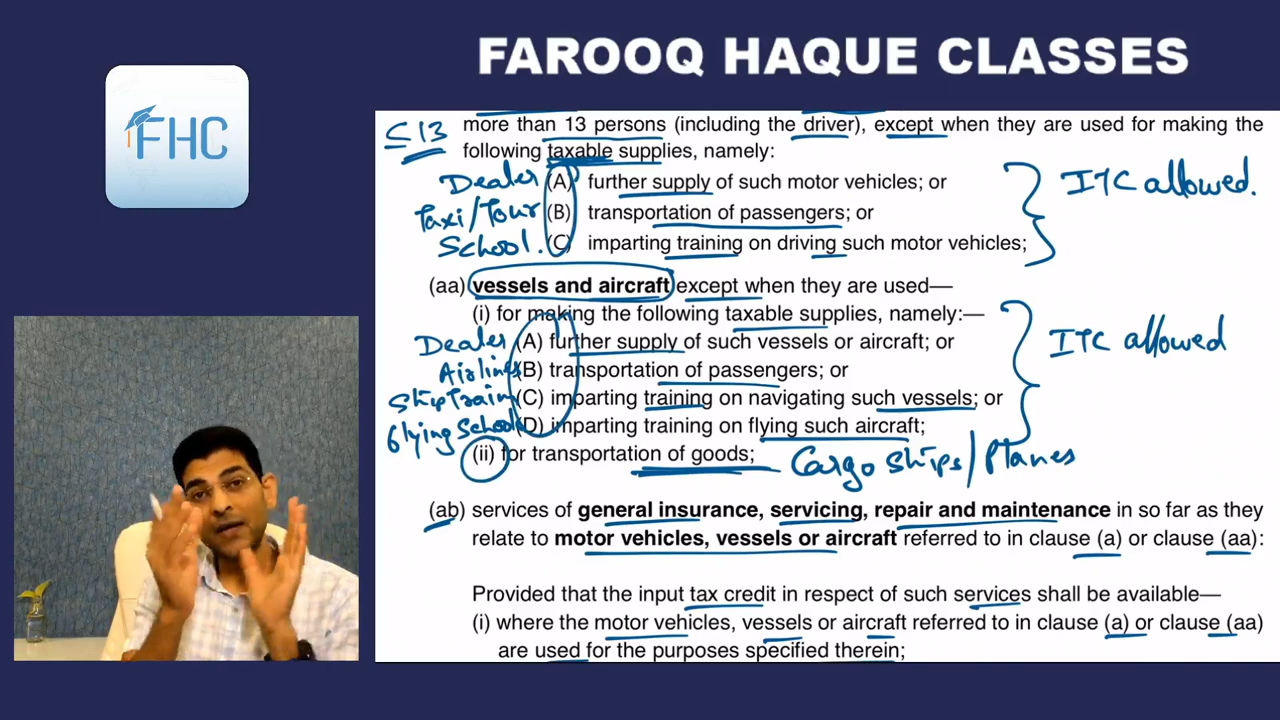 FAROOQ HAQUE CLASSES
FHC
≤ 13 more than 13 persons (including the driver), except when they are used for making the
following taxable supplies, namely:
Dealer (A) further supply of such motor vehicles; or
Taxi/Tour (B) transportation of passengers; or
School. (C) imparting training on driving such motor vehicles;
ITC allowed.
(aa) vessels and aircraft except when they are used—
(i) for making the following taxable supplies, namely:—
Dealer (A) further supply of such vessels or aircraft; or
Airlines (B) transportation of passengers; or
Ship Train (C) imparting training on navigating such vessels; or
Flying School (D) imparting training on flying such aircraft;
ITC allowed
(ii) for transportation of goods; Cargo Ships/Planes
(ab) services of general insurance, servicing, repair and maintenance in so far as they
relate to motor vehicles, vessels or aircraft referred to in clause (a) or clause (aa):
Provided that the input tax credit in respect of such services shall be available—
(i) where the motor vehicles, vessels or aircraft referred to in clause (a) or clause (aa)
are used for the purposes specified therein;